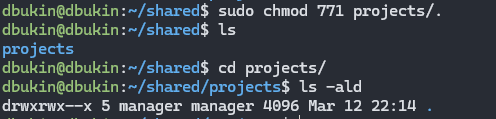 dbukin@dbukin:~/shared$ sudo chmod 771 projects/.
dbukin@dbukin:~/shared$ ls
projects
dbukin@dbukin:~/shared$ cd projects/
dbukin@dbukin:~/shared/projects$ ls -ald
drwxrwx--x 5 manager manager 4096 Mar 12 22:14 .